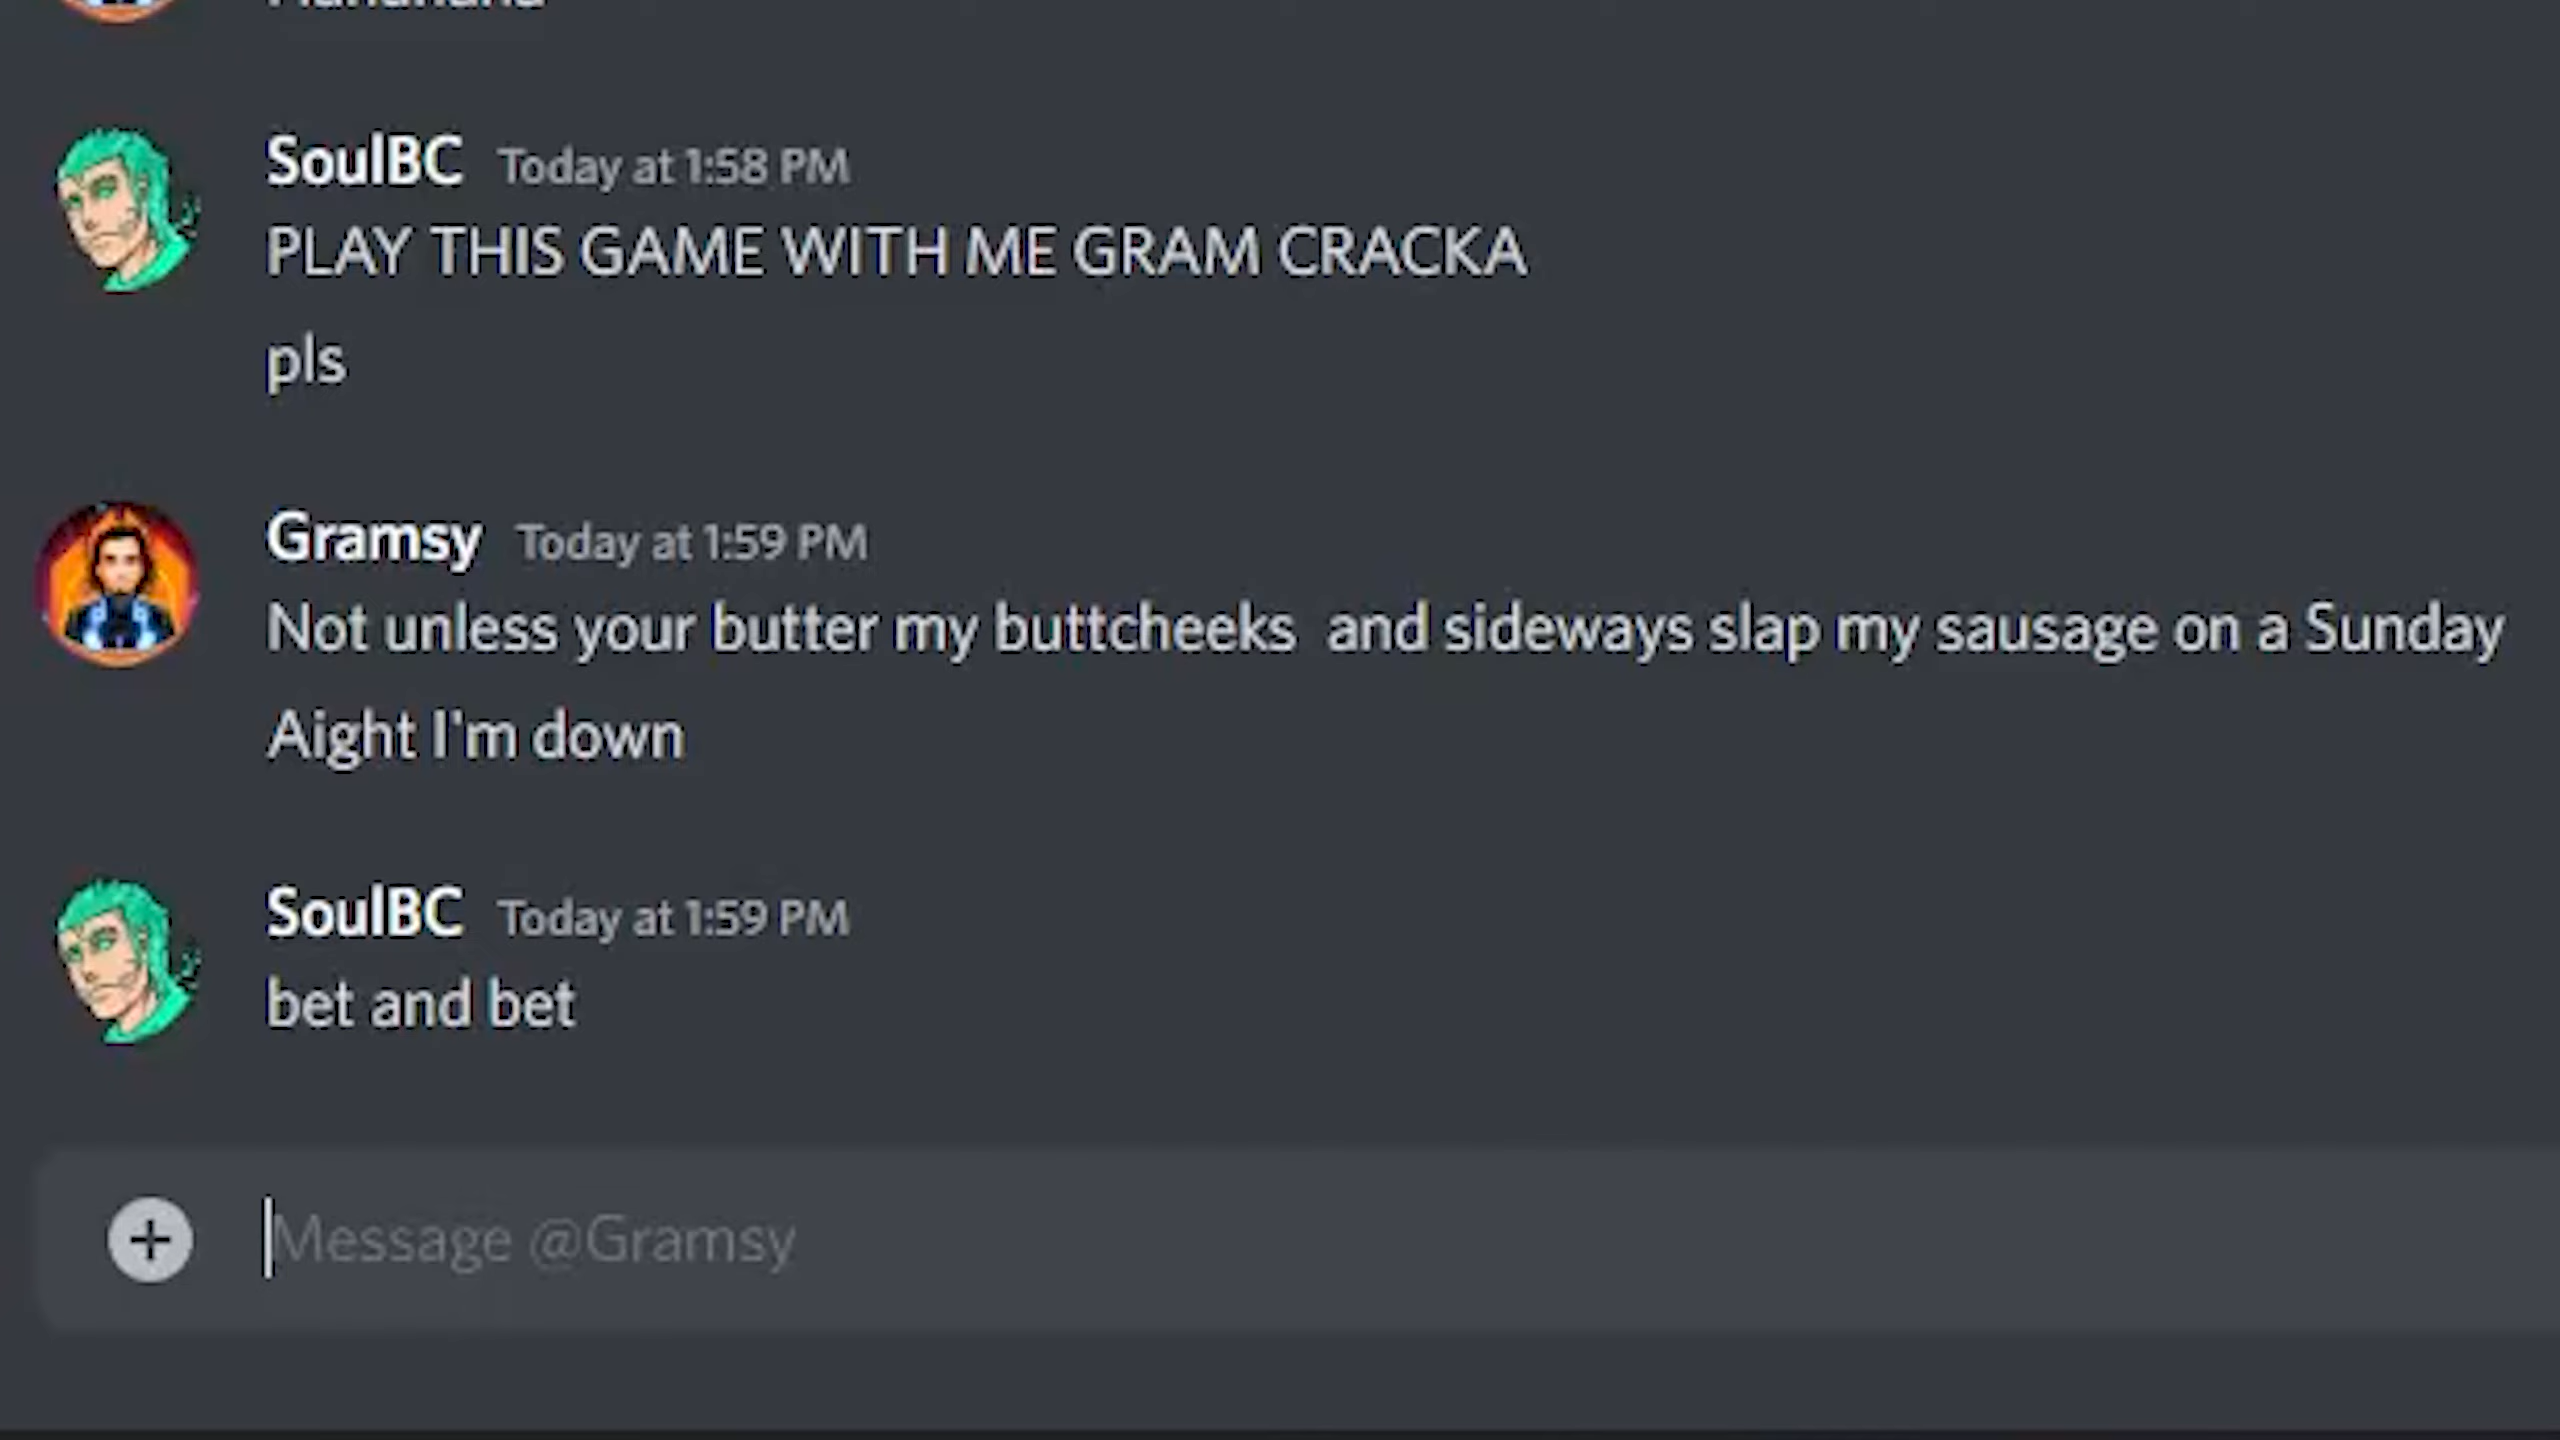 SoulBC Today at 1:58 PM
PLAY THIS GAME WITH ME GRAM CRACKA
pls
Gramsy Today at 1:59 PM
Not unless your butter my buttcheeks  and sideways slap my sausage on a Sunday
Aight I'm down
SoulBC Today at 1:59 PM
bet and bet
Message @Gramsy